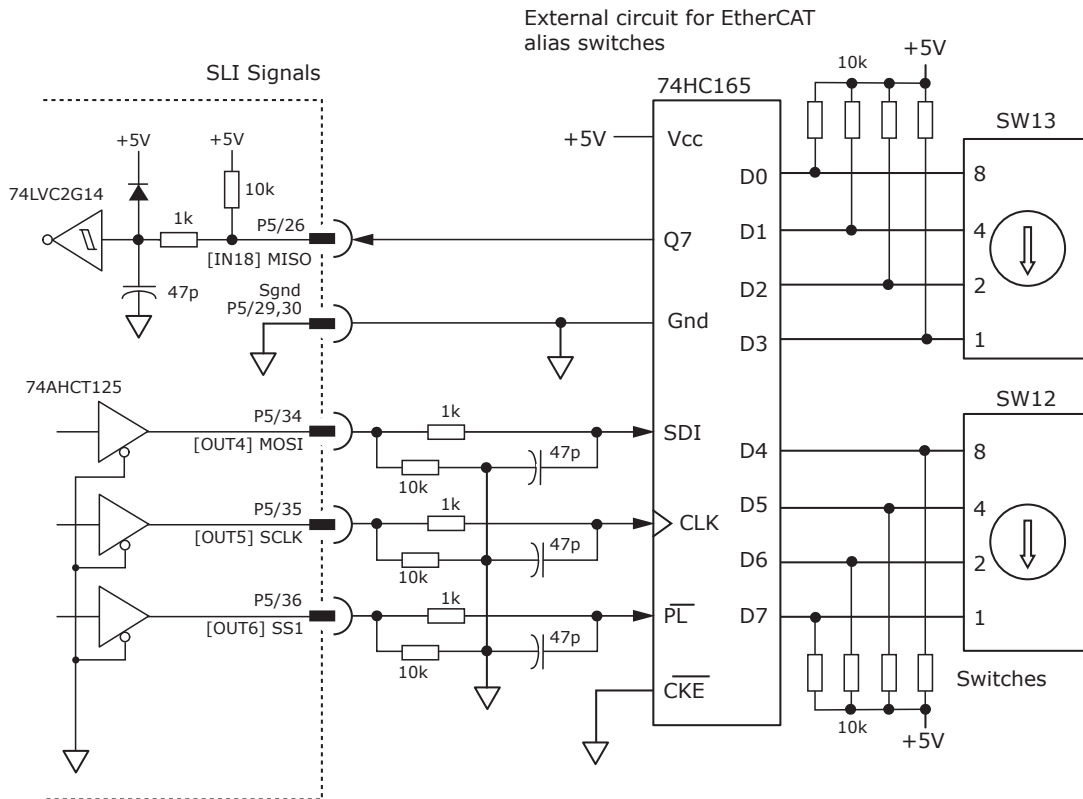 External circuit for EtherCAT
alias switches
SLI Signals
+5V
+5V
74LVC2G14
10k
1k
P5/26
[IN18] MISO
47p
Sgnd
P5/29,30
74AHCT125
P5/34
[OUT4] MOSI
P5/35
[OUT5] SCLK
P5/36
[OUT6] SS1
1k
47p
10k
1k
47p
10k
1k
47p
10k
74HC165
+5V
Vcc
Q7
Gnd
SDI
CLK
PL
CKE
D0
D1
D2
D3
D4
D5
D6
D7
10k
+5V
SW13
8
4
2
1
SW12
8
4
2
1
Switches
10k
+5V